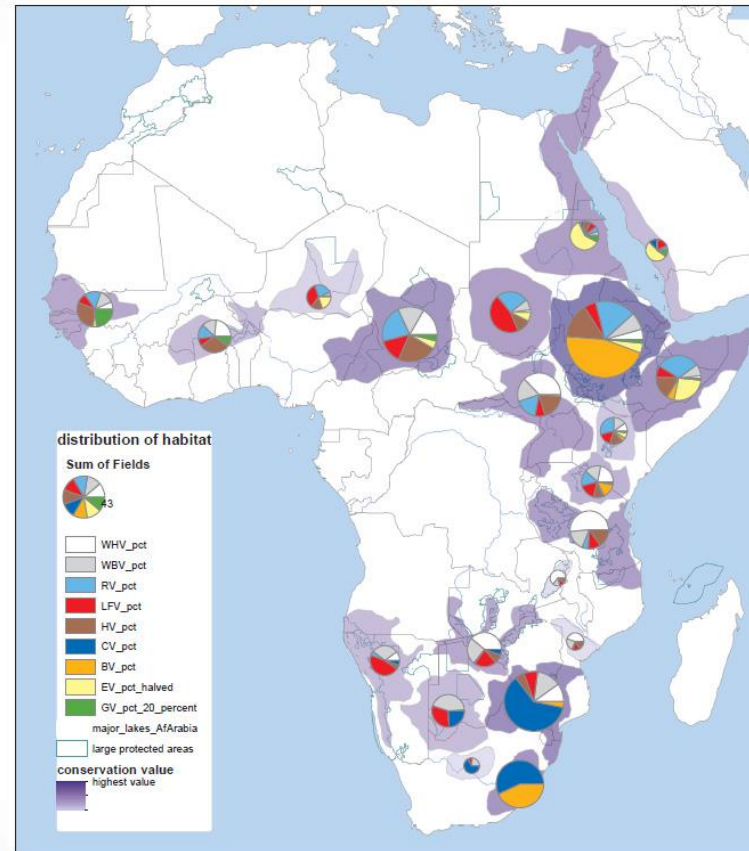 distribution of habitat
Sum of Fields
43
WHV_pct
WBV_pct
RV_pct
LFV_pct
HV_pct
CV_pct
BV_pct
EV_pct_halved
GV_pct_20_percent
major_lakes_AfArabia
large protected areas
conservation value
highest value